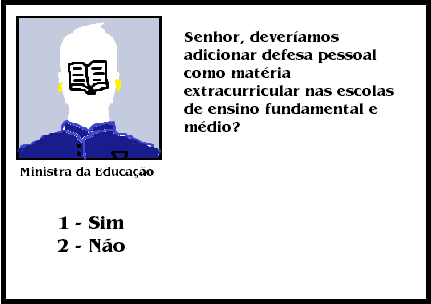 Senhor, deveríamos
adicionar defesa pessoal
como matéria
extracurricular nas escolas
de ensino fundamental e
médio?
Ministra da Educação
1 - Sim
2 - Não